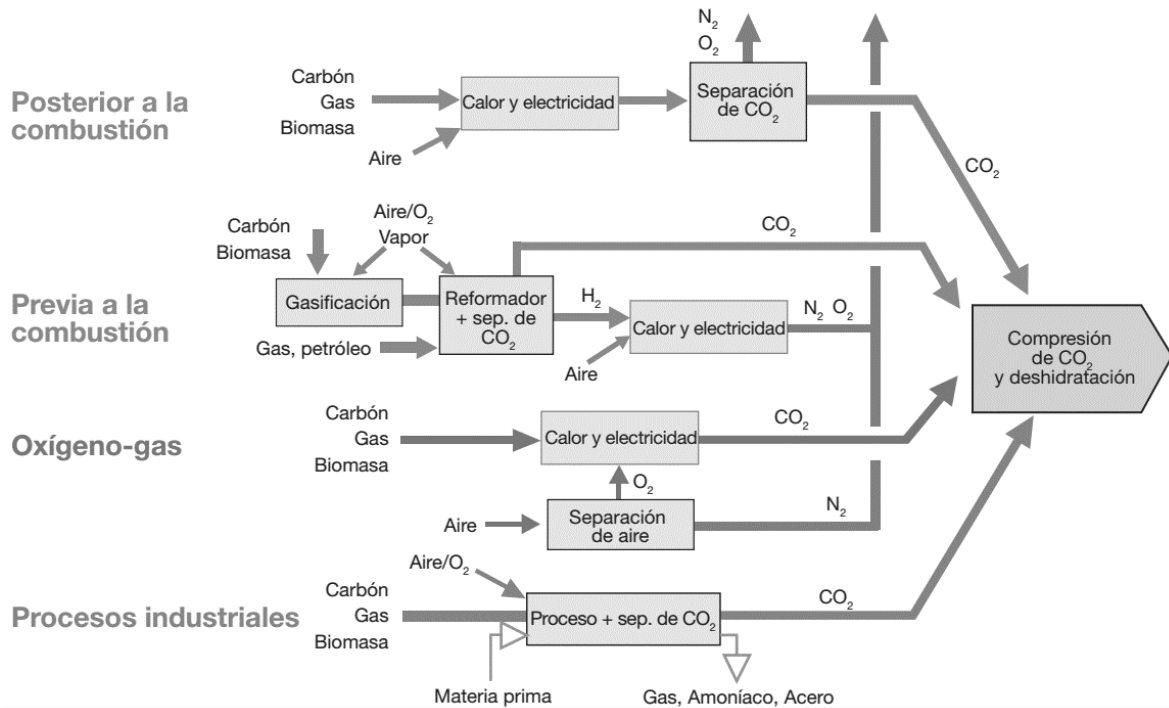 N₂
O₂
Posterior a la
combustión
Carbón
Gas
Biomasa
Aire
Calor y electricidad
Separación
de CO₂
CO₂
Previa a la
combustión
Carbón
Biomasa
Aire/O₂
Vapor
Gasificación
Gas, petróleo
Reformador
+ sep. de
CO₂
CO₂
H₂
Aire
Calor y electricidad
N₂ O₂
Compresión
de CO₂
y deshidratación
Oxígeno-gas
Carbón
Gas
Biomasa
Calor y electricidad
CO₂
O₂
Aire
Separación
de aire
N₂
Procesos industriales
Aire/O₂
Carbón
Gas
Biomasa
Proceso + sep. de CO₂
CO₂
Materia prima
Gas, Amoníaco, Acero